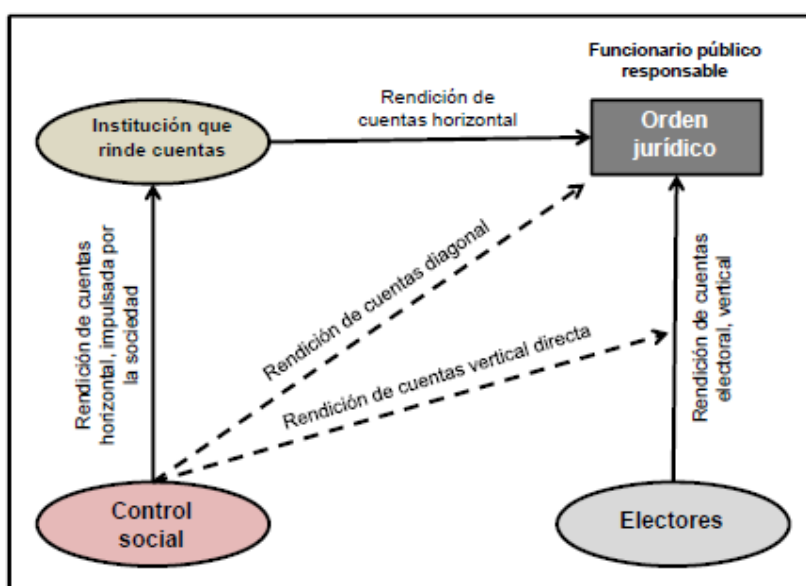 Funcionario público
responsable
Institución que
rinde cuentas
Rendición de
cuentas horizontal
Orden
jurídico
Rendición de cuentas
horizontal, impulsada por
la sociedad
Rendición de cuentas diagonal
Rendición de cuentas vertical directa
Rendición de cuentas
electoral, vertical
Control
social
Electores